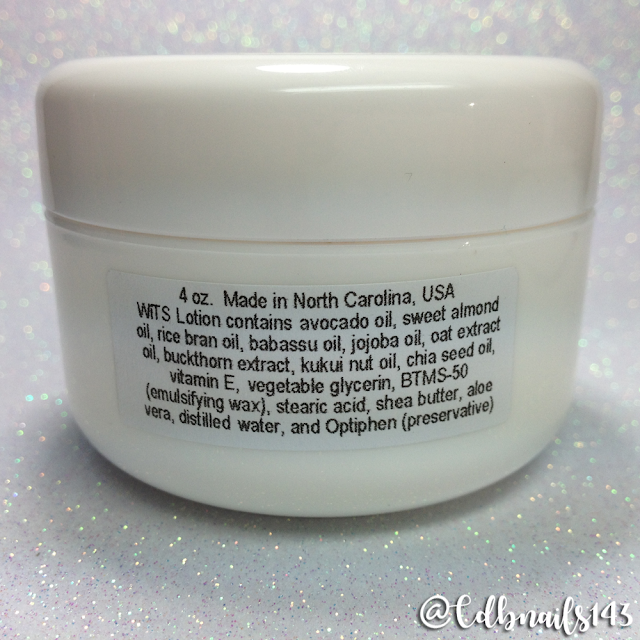 4 oz. Made in North Carolina, USA
WITS Lotion contains avocado oil, sweet almond
oil, rice bran oil, babassu oil, jojoba oil, oat extract
oil, buckthorn extract, kukui nut oil, chia seed oil,
vitamin E, vegetable glycerin, BTMS-50
(emulsifying wax), stearic acid, shea butter, aloe
vera, distilled water, and Optiphen (preservative)
@Cdbnails143